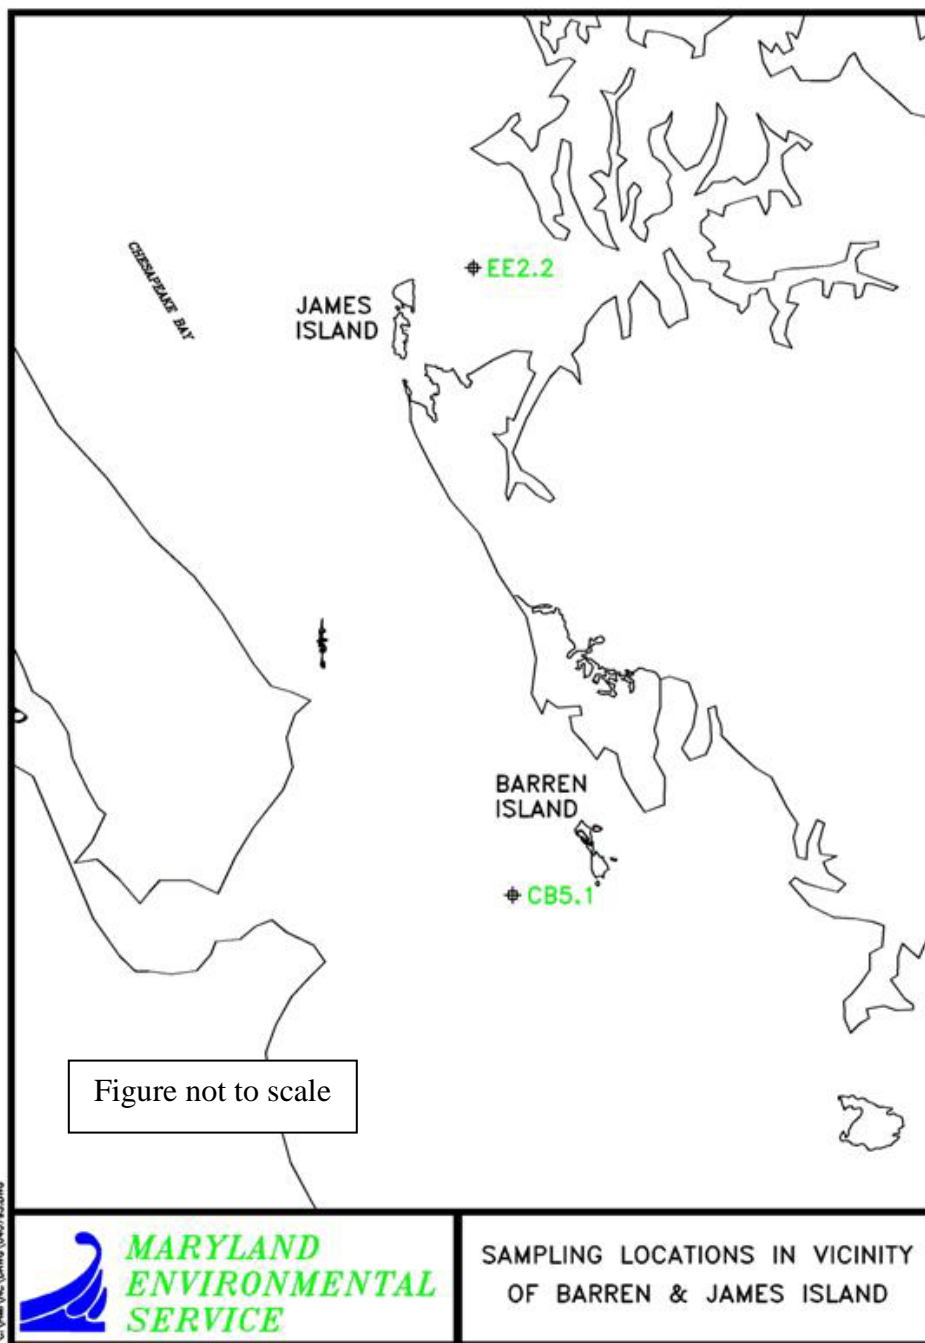 CHESAPEAKE BAY
EE2.2
JAMES
ISLAND
BARREN
ISLAND
CB5.1
Figure not to scale
MARYLAND
ENVIRONMENTAL
SERVICE
SAMPLING LOCATIONS IN VICINITY
OF BARREN & JAMES ISLAND